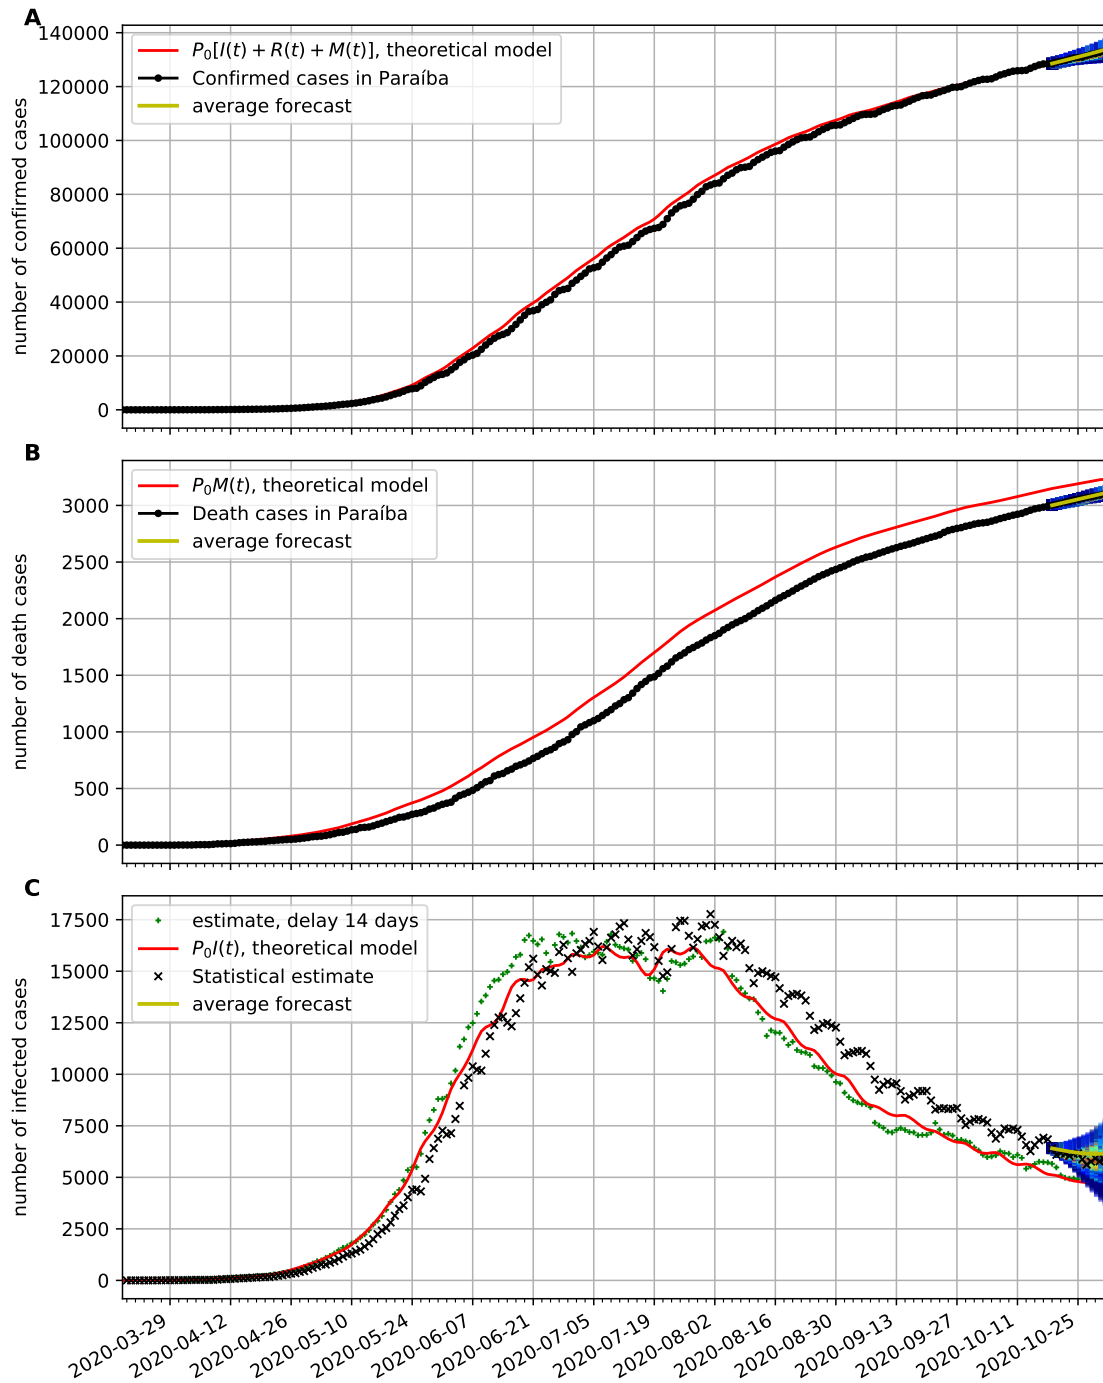 A
number of confirmed cases
140000
120000
100000
80000
60000
40000
20000
0
P₀[I(t) + R(t) + M(t)], theoretical model
Confirmed cases in Paraíba
average forecast
B
number of death cases
3000
2500
2000
1500
1000
500
0
P₀M(t), theoretical model
Death cases in Paraíba
average forecast
C
number of infected cases
17500
15000
12500
10000
7500
5000
2500
0
estimate, delay 14 days
P₀I(t), theoretical model
Statistical estimate
average forecast
2020-03-29
2020-04-12
2020-04-26
2020-05-10
2020-05-24
2020-06-07
2020-06-21
2020-07-05
2020-07-19
2020-08-02
2020-08-16
2020-08-30
2020-09-13
2020-09-27
2020-10-11
2020-10-25